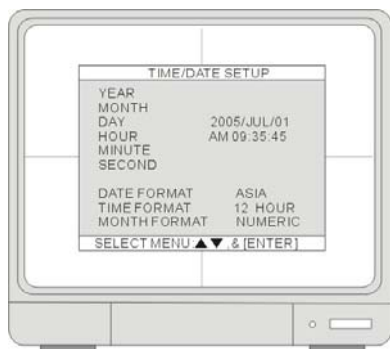 TIME/DATE SETUP
YEAR
MONTH
DAY 2005/JUL/01
HOUR AM 09:35:45
MINUTE
SECOND
DATE FORMAT ASIA
TIME FORMAT 12 HOUR
MONTH FORMAT NUMERIC
SELECT MENU:▲▼,& [ENTER]